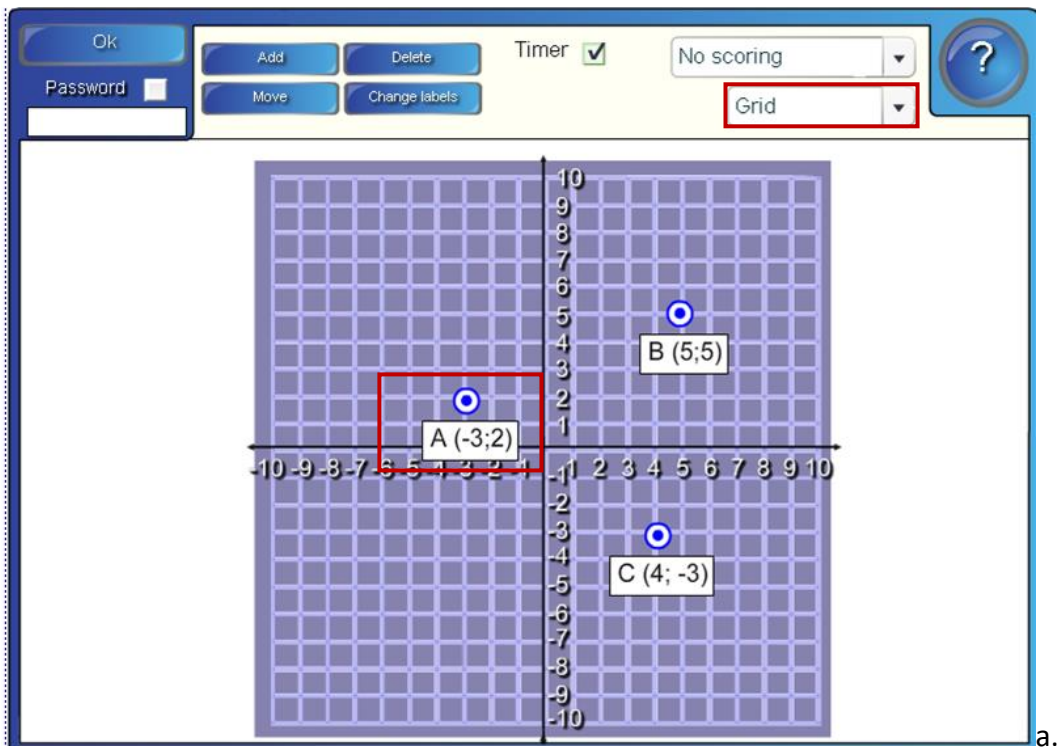 Ok
Password
Add
Delete
Move
Change labels
Timer
No scoring
Grid
?
10
9
8
7
6
5
4
3
2
1
B (5;5)
A (-3;2)
-10 -9 -8 -7 -6 -5 -4 -3 -2 -1 1 2 3 4 5 6 7 8 9 10
-1
-2
-3
-4
-5
-6
-7
-8
-9
-10
C (4; -3)
a.